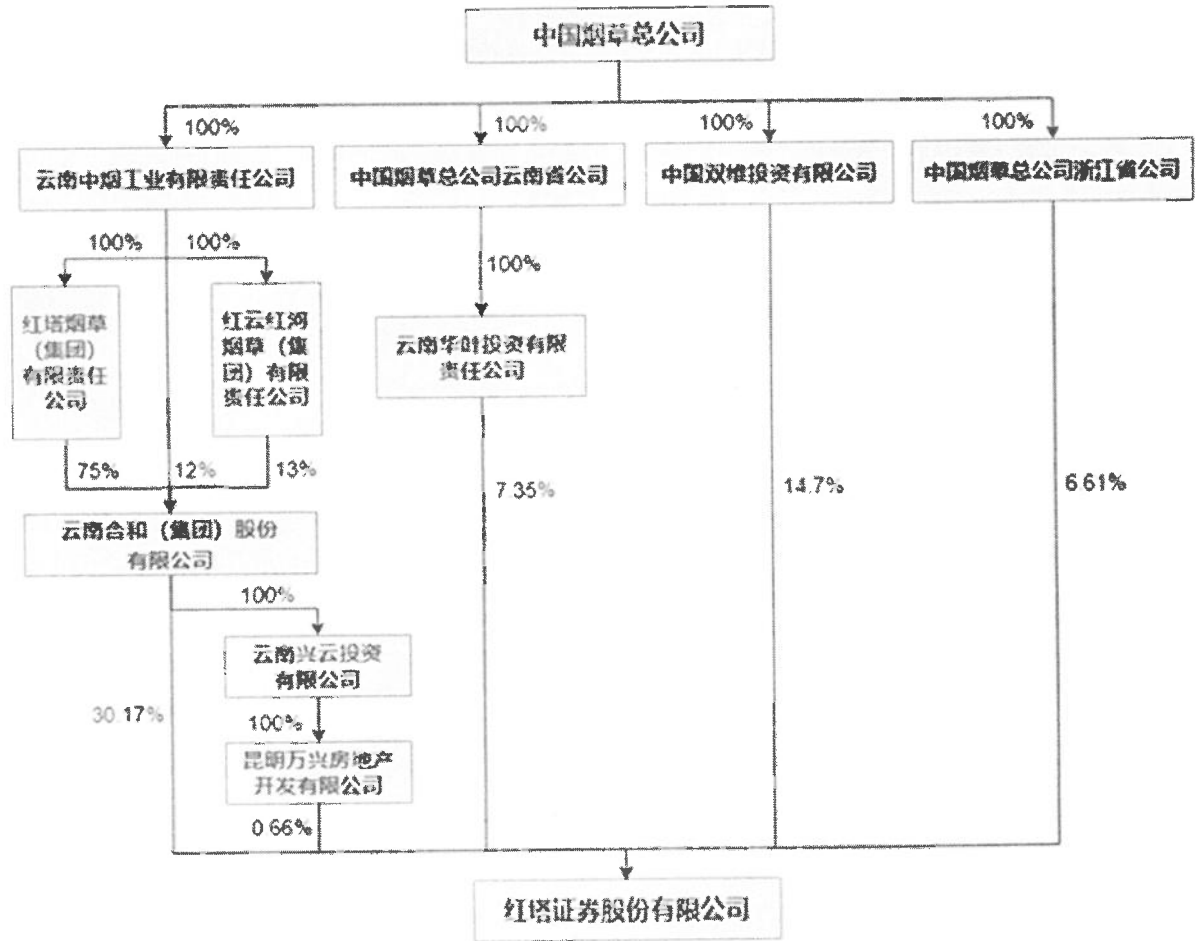 中国烟草总公司
100%
100%
100%
100%
云南中烟工业有限责任公司
中国烟草总公司云南省公司
中国双维投资有限公司
中国烟草总公司浙江省公司
100%
100%
100%
红塔烟草
（集团）
有限责任
公司
红云红河
烟草（集
团）有限
责任公司
云南华叶投资有限
责任公司
75%
12%
13%
7.35%
14.7%
6.61%
云南合和（集团）股份
有限公司
100%
云南兴云投资
有限公司
30.17%
100%
昆明万兴房地产
开发有限公司
0.66%
红塔证券股份有限公司